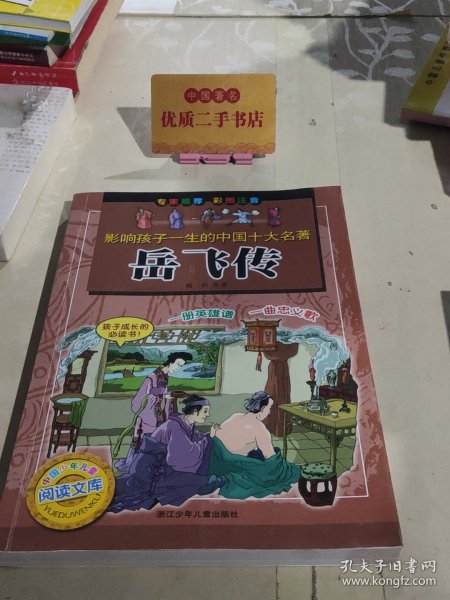 中国著名
优质二手书店
专家推荐 彩图注音
影响孩子一生的中国十大名著
岳飞传
一册英雄谱 一曲忠义歌
孩子成长的
必读书!
中国少年儿童
阅读文库
YUEDUWENKU
浙江少年儿童出版社
孔夫子旧书网
www.kongfz.com